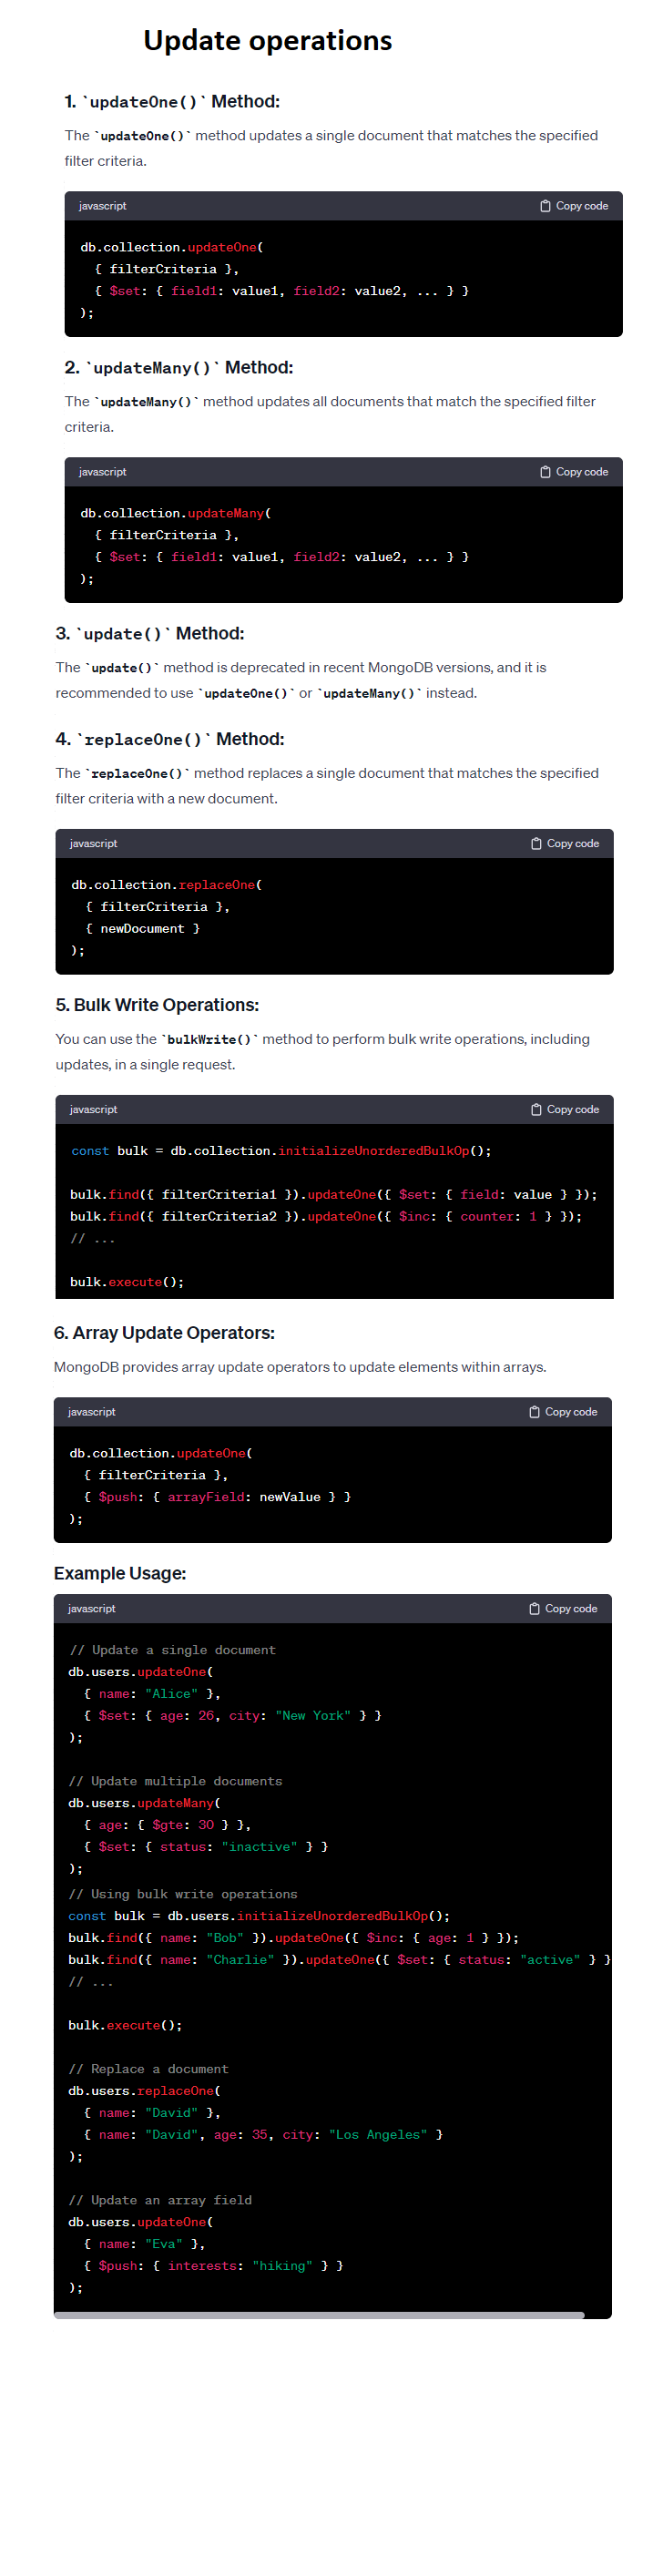 Update operations
1. `updateOne()` Method:
The `updateOne()` method updates a single document that matches the specified
filter criteria.
javascript Copy code
db.collection.updateOne(
  { filterCriteria },
  { $set: { field1: value1, field2: value2, ... } }
);
2. `updateMany()` Method:
The `updateMany()` method updates all documents that match the specified filter
criteria.
javascript Copy code
db.collection.updateMany(
  { filterCriteria },
  { $set: { field1: value1, field2: value2, ... } }
);
3. `update()` Method:
The `update()` method is deprecated in recent MongoDB versions, and it is
recommended to use `updateOne()` or `updateMany()` instead.
4. `replaceOne()` Method:
The `replaceOne()` method replaces a single document that matches the specified
filter criteria with a new document.
javascript Copy code
db.collection.replaceOne(
  { filterCriteria },
  { newDocument }
);
5. Bulk Write Operations:
You can use the `bulkWrite()` method to perform bulk write operations, including
updates, in a single request.
javascript Copy code
const bulk = db.collection.initializeUnorderedBulkOp();
bulk.find({ filterCriteria1 }).updateOne({ $set: { field: value } });
bulk.find({ filterCriteria2 }).updateOne({ $inc: { counter: 1 } });
// ...
bulk.execute();
6. Array Update Operators:
MongoDB provides array update operators to update elements within arrays.
javascript Copy code
db.collection.updateOne(
  { filterCriteria },
  { $push: { arrayField: newValue } }
);
Example Usage:
javascript Copy code
// Update a single document
db.users.updateOne(
  { name: "Alice" },
  { $set: { age: 26, city: "New York" } }
);
// Update multiple documents
db.users.updateMany(
  { age: { $gte: 30 } },
  { $set: { status: "inactive" } }
);
// Using bulk write operations
const bulk = db.users.initializeUnorderedBulkOp();
bulk.find({ name: "Bob" }).updateOne({ $inc: { age: 1 } });
bulk.find({ name: "Charlie" }).updateOne({ $set: { status: "active" } }
// ...
bulk.execute();
// Replace a document
db.users.replaceOne(
  { name: "David" },
  { name: "David", age: 35, city: "Los Angeles" }
);
// Update an array field
db.users.updateOne(
  { name: "Eva" },
  { $push: { interests: "hiking" } }
);